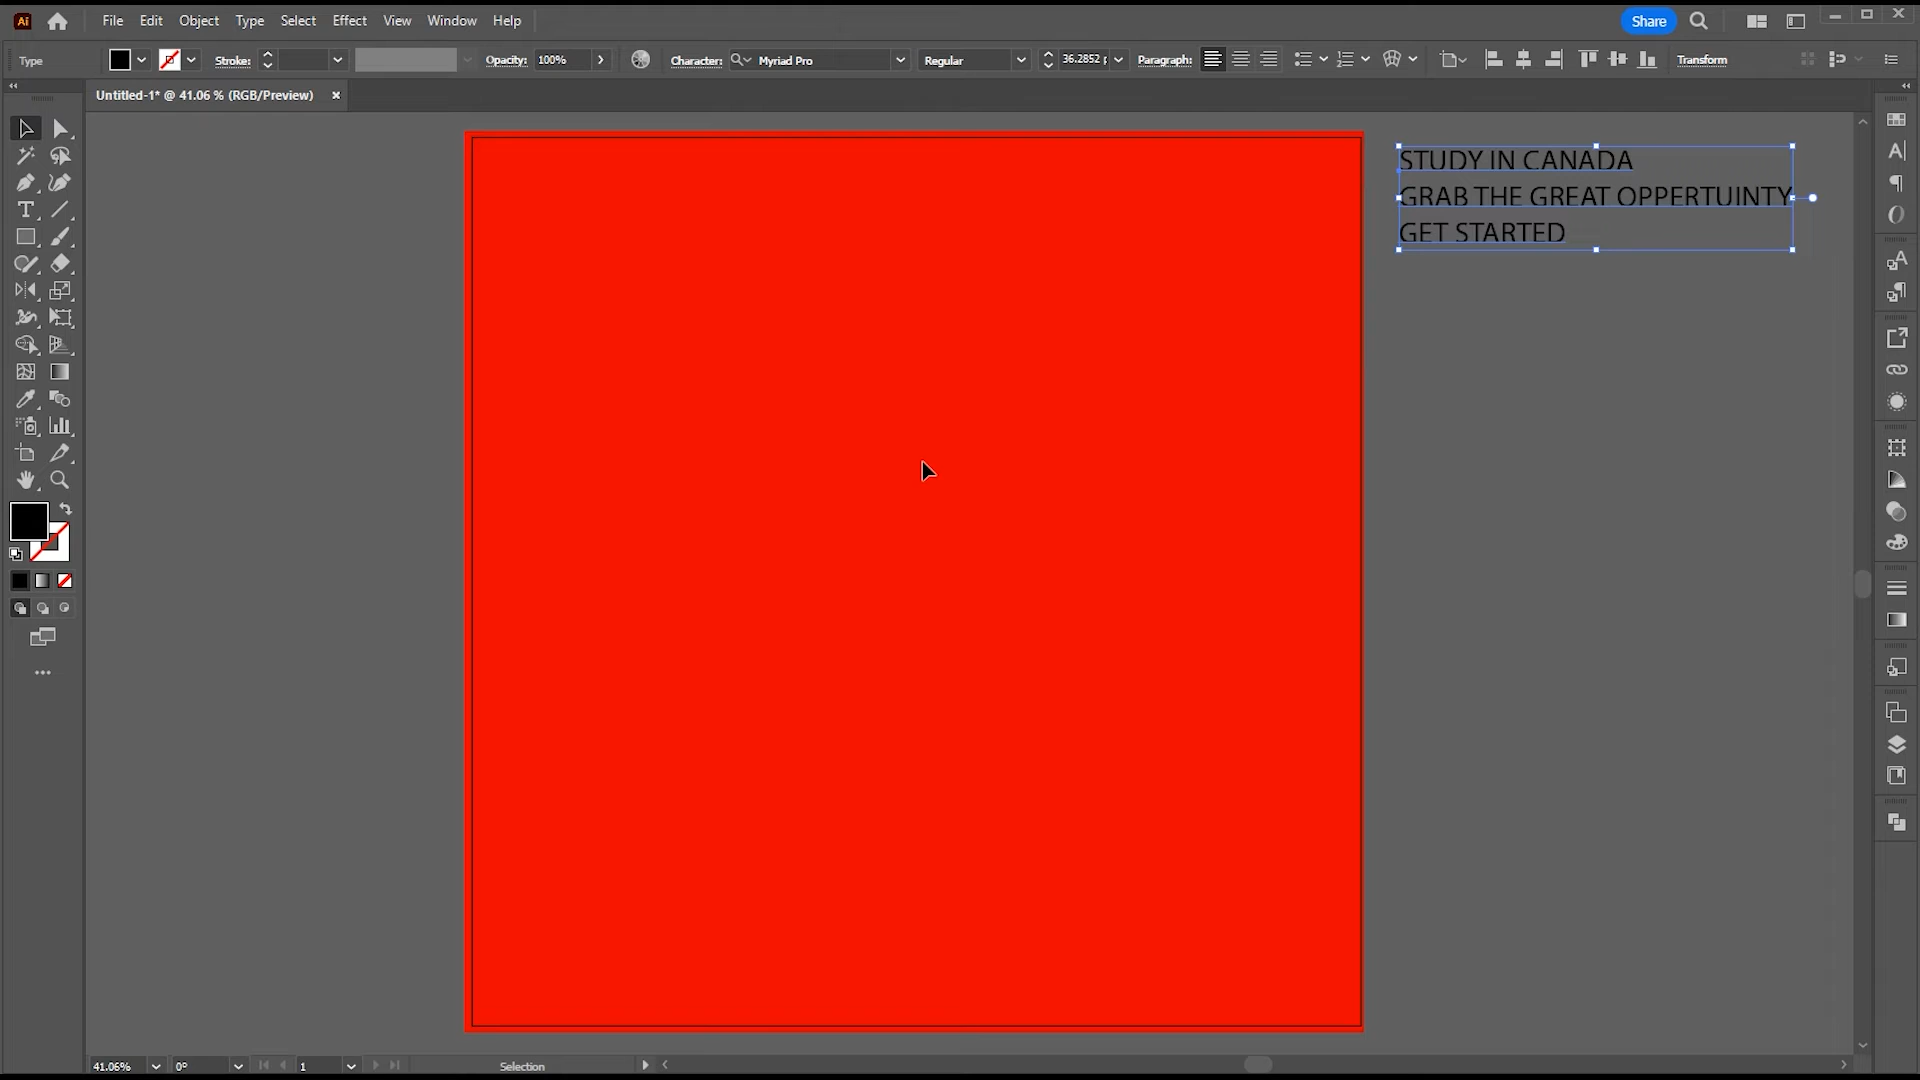 Ai File Edit Object Type Select Effect View Window Help Share
Type Stroke: Opacity: 100% Character: Myriad Pro Regular 36.2852 Paragraph: Transform
Untitled-1* @ 41.06 % (RGB/Preview)
STUDY IN CANADA
GRAB THE GREAT OPPERTUINTY
GET STARTED
41.06% 0° 1 Selection